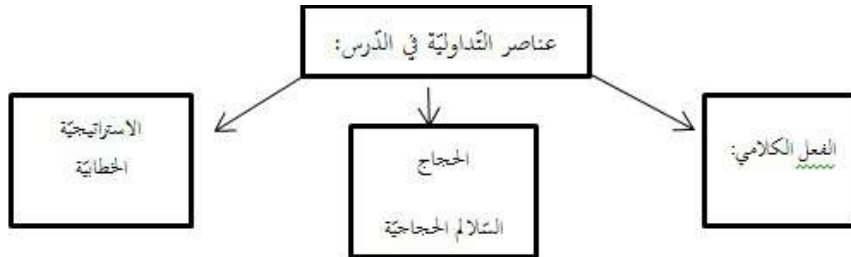 عناصر التّداوليّة في الدّرس:
الفعل الكلامي:
الحجاج
السّلالم الحجاجيّة
الاستراتيجيّة
الخطابيّة